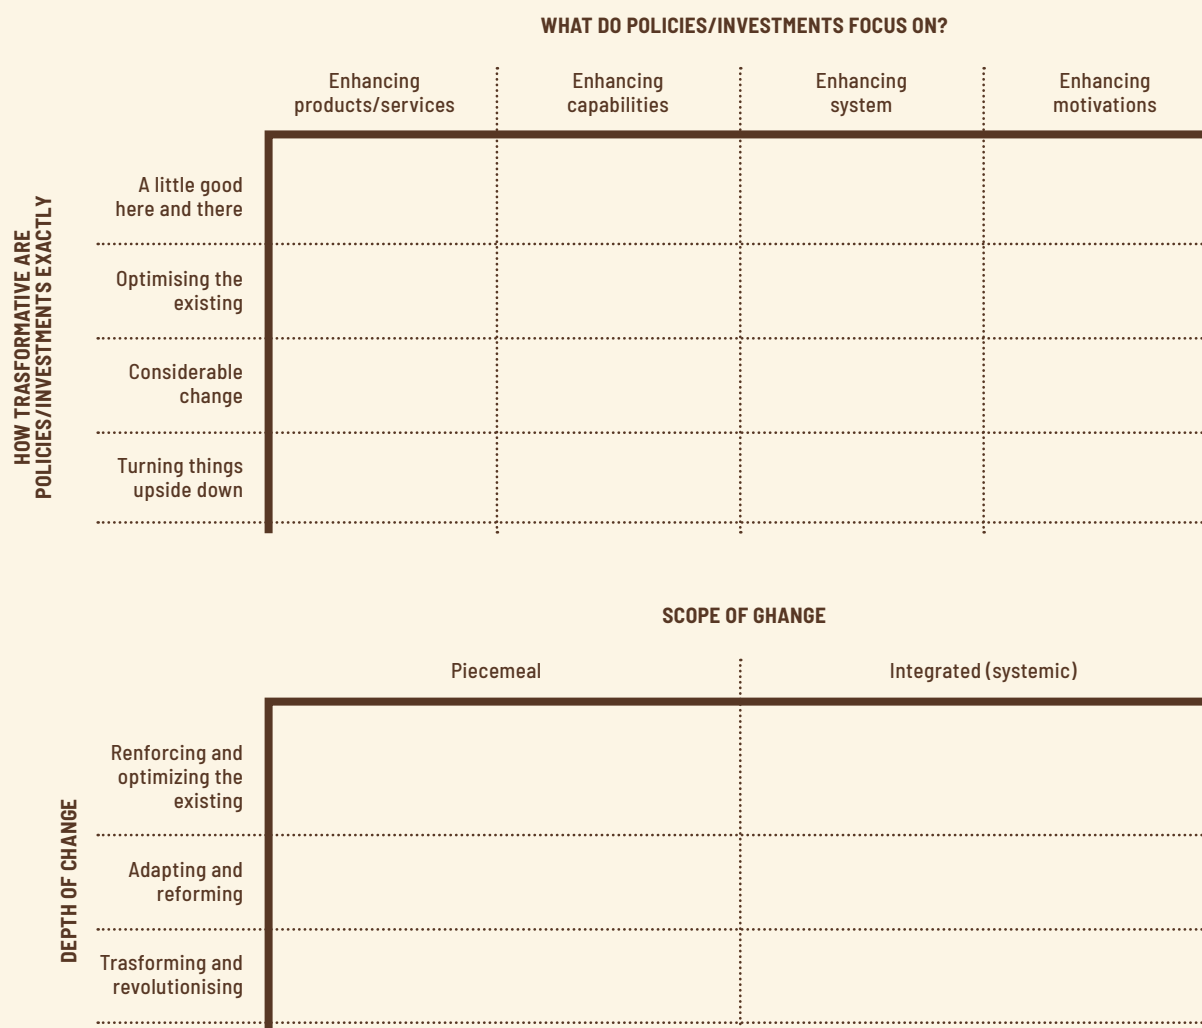 WHAT DO POLICIES/INVESTMENTS FOCUS ON?
Enhancing
products/services
Enhancing
capabilities
Enhancing
system
Enhancing
motivations
HOW TRASFORMATIVE ARE
POLICIES/INVESTMENTS EXACTLY
A little good
here and there
Optimising the
existing
Considerable
change
Turning things
upside down
SCOPE OF GHANGE
Piecemeal
Integrated (systemic)
DEPTH OF CHANGE
Renforcing and
optimizing the
existing
Adapting and
reforming
Trasforming and
revolutionising